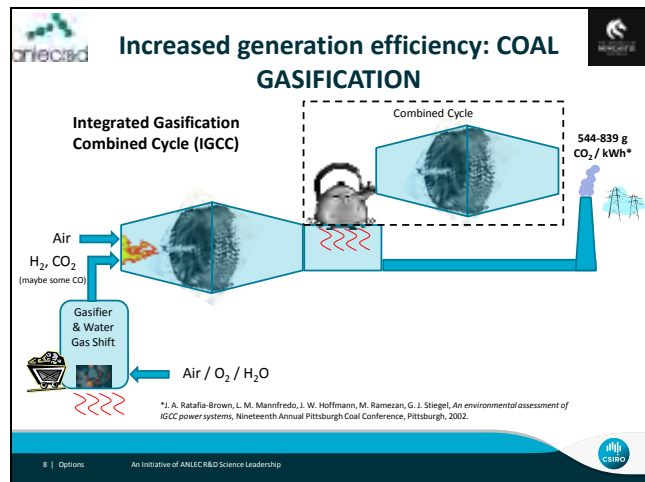 anlecr&d
Increased generation efficiency: COAL
GASIFICATION
Integrated Gasification
Combined Cycle (IGCC)
Combined Cycle
544-839 g
CO₂ / kWh*
Air
H₂, CO₂
(maybe some CO)
Gasifier
& Water
Gas Shift
Air / O₂ / H₂O
*J. A. Ratafia-Brown, L. M. Mannfredo, J. W. Hoffmann, M. Ramezan, G. J. Stiegel, An environmental assessment of
IGCC power systems, Nineteenth Annual Pittsburgh Coal Conference, Pittsburgh, 2002.
8 | Options
An Initiative of ANLEC R&D Science Leadership
CSIRO